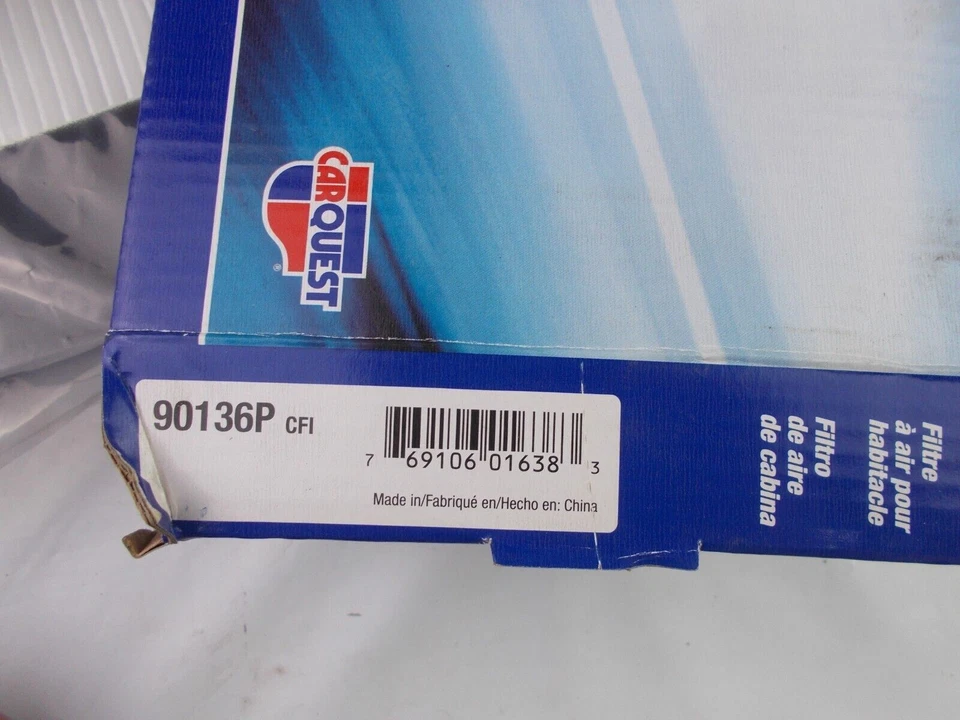 CARQUEST
®
90136P CFI
7 69106 01638 3
Made in/Fabriqué en/Hecho en: China
Filtre
à air pour
habitacle
Filtro
de aire
de cabina